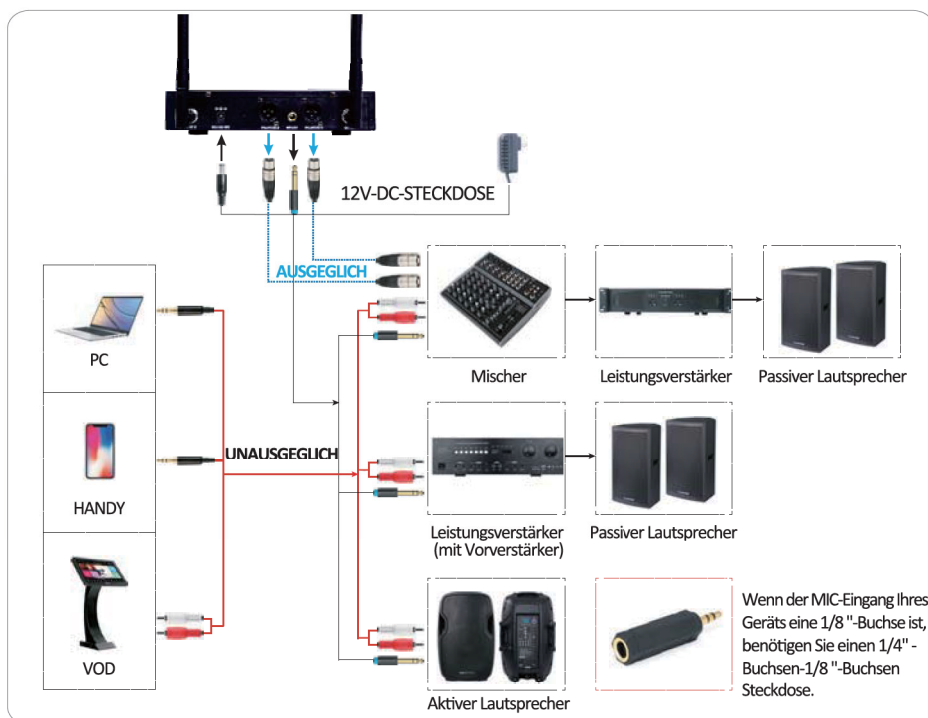 12V-DC-STECKDOSE
AUSGEGLICH
PC
Mischer
Leistungsverstärker
Passiver Lautsprecher
UNAUSGEGLICH
HANDY
Leistungsverstärker
(mit Vorverstärker)
Passiver Lautsprecher
VOD
Aktiver Lautsprecher
Wenn der MIC-Eingang Ihres
Geräts eine 1/8 "-Buchse ist,
benötigen Sie einen 1/4" -
Buchsen-1/8 "-Buchsen
Steckdose.